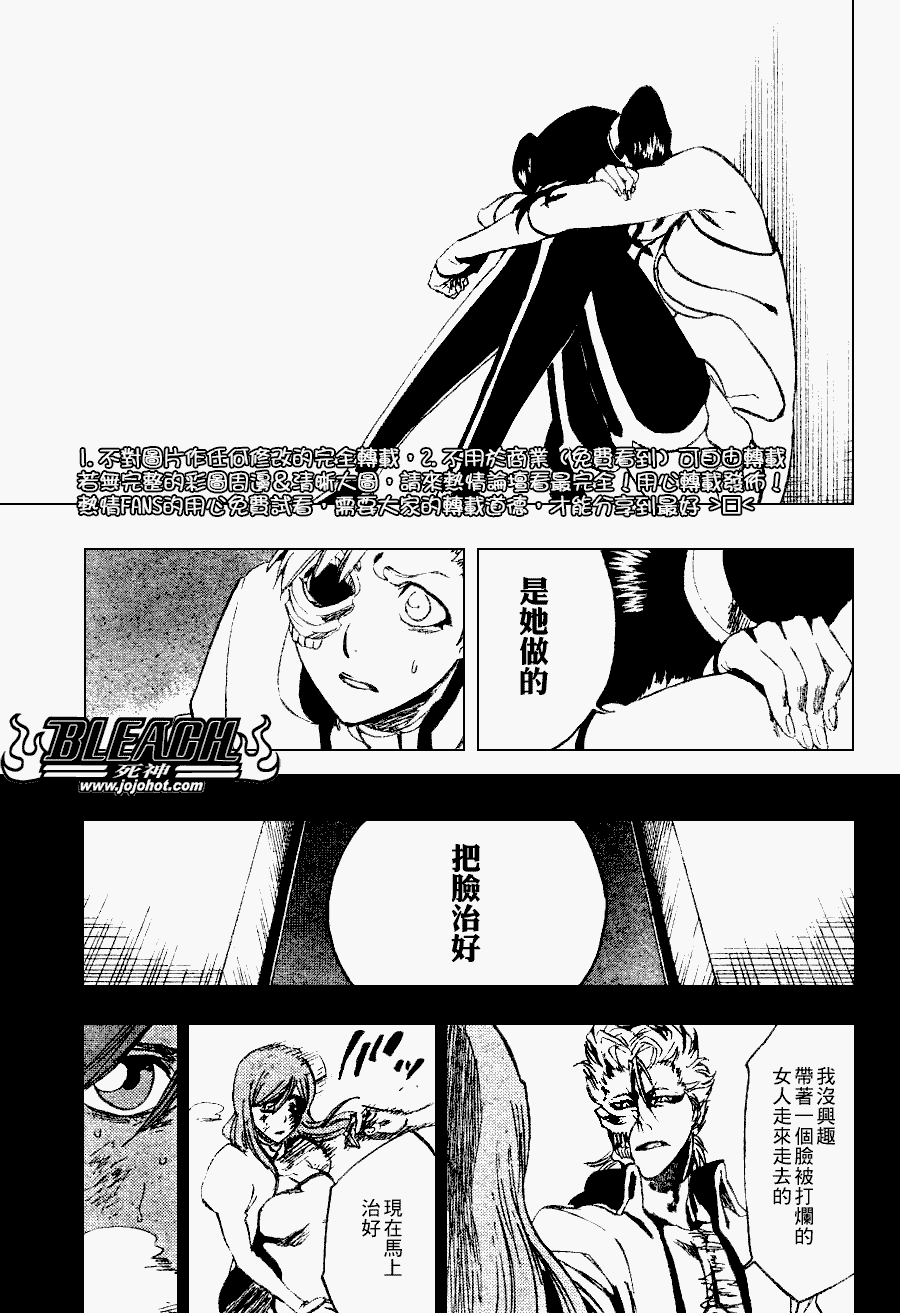 1. 不對圖片作任何修改的完全轉載，2. 不用於商業（免費看到）可自由轉載
若無完整的彩圖周漫&清晰大圖，請來熱情論壇看最完全！用心轉載發佈！
熱情FANS的用心免費試看，需要大家的轉載道德，才能分享到最好 >口<
是她做的
BLEACH
死神
www.jojohot.com
把臉治好
我沒興趣
帶著一個臉被打爛的
女人走來走去的
現在馬上
治好